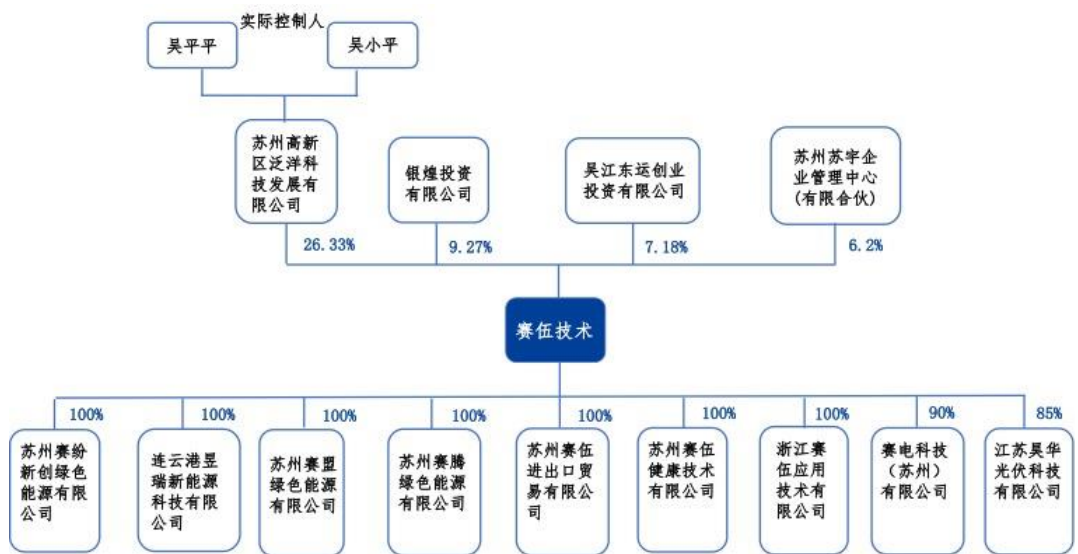 实际控制人
吴平平
吴小平
苏州高新
区泛洋科
技发展有
限公司
银煌投资
有限公司
吴江东运创业
投资有限公司
苏州苏宇企
业管理中心
(有限合伙)
26.33%
9.27%
7.18%
6.2%
赛伍技术
100%
100%
100%
100%
100%
100%
100%
90%
85%
苏州赛纷
新创绿色
能源有限
公司
连云港昱
瑞新能源
科技有限
公司
苏州赛盟
绿色能源
有限公司
苏州赛腾
绿色能源
有限公司
苏州赛伍
进出口贸
易有限公
司
苏州赛伍
健康技术
有限公司
浙江赛
伍应用
技术有
限公司
赛电科技
（苏州）
有限公司
江苏昊华
光伏科技
有限公司